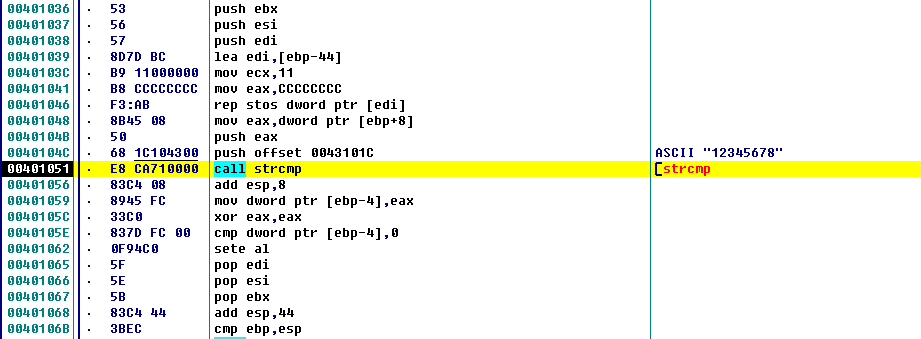 00401036 · 53 push ebx
00401037 · 56 push esi
00401038 · 57 push edi
00401039 · 8D7D BC lea edi,[ebp-44]
0040103C · B9 11000000 mov ecx,11
00401041 · B8 CCCCCCCC mov eax,CCCCCCCC
00401046 · F3:AB rep stos dword ptr [edi]
00401048 · 8B45 08 mov eax,dword ptr [ebp+8]
0040104B · 50 push eax
0040104C · 68 1C104300 push offset 0043101C ASCII "12345678"
00401051 · E8 CA710000 call strcmp [strcmp
00401056 · 83C4 08 add esp,8
00401059 · 8945 FC mov dword ptr [ebp-4],eax
0040105C · 33C0 xor eax,eax
0040105E · 837D FC 00 cmp dword ptr [ebp-4],0
00401062 · 0F94C0 sete al
00401065 · 5F pop edi
00401066 · 5E pop esi
00401067 · 5B pop ebx
00401068 · 83C4 44 add esp,44
0040106B · 3BEC cmp ebp,esp